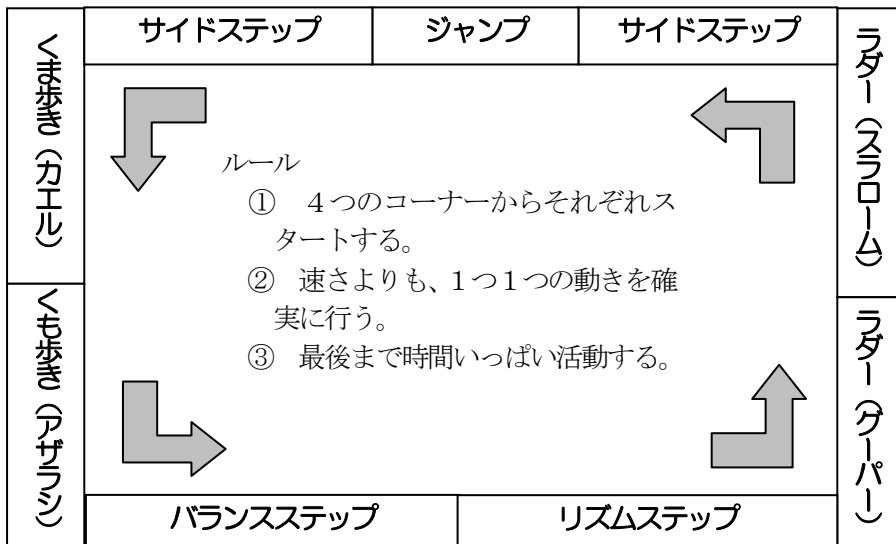 サイドステップ
ジャンプ
サイドステップ
くま歩き（カエル）
ラダー（スラローム）
ルール
① ４つのコーナーからそれぞれス
タートする。
② 速さよりも、１つ１つの動きを確
実に行う。
③ 最後まで時間いっぱい活動する。
くも歩き（アザラシ）
ラダー（グーパー）
バランスステップ
リズムステップ